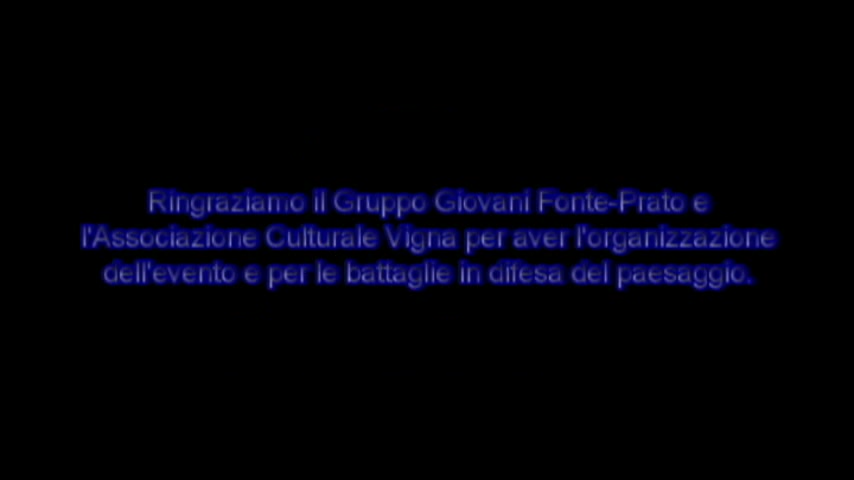 Ringraziamo il Gruppo Giovani Fonte-Prato e
l'Associazione Culturale Vigna per aver l'organizzazione
dell'evento e per le battaglie in difesa del paesaggio.